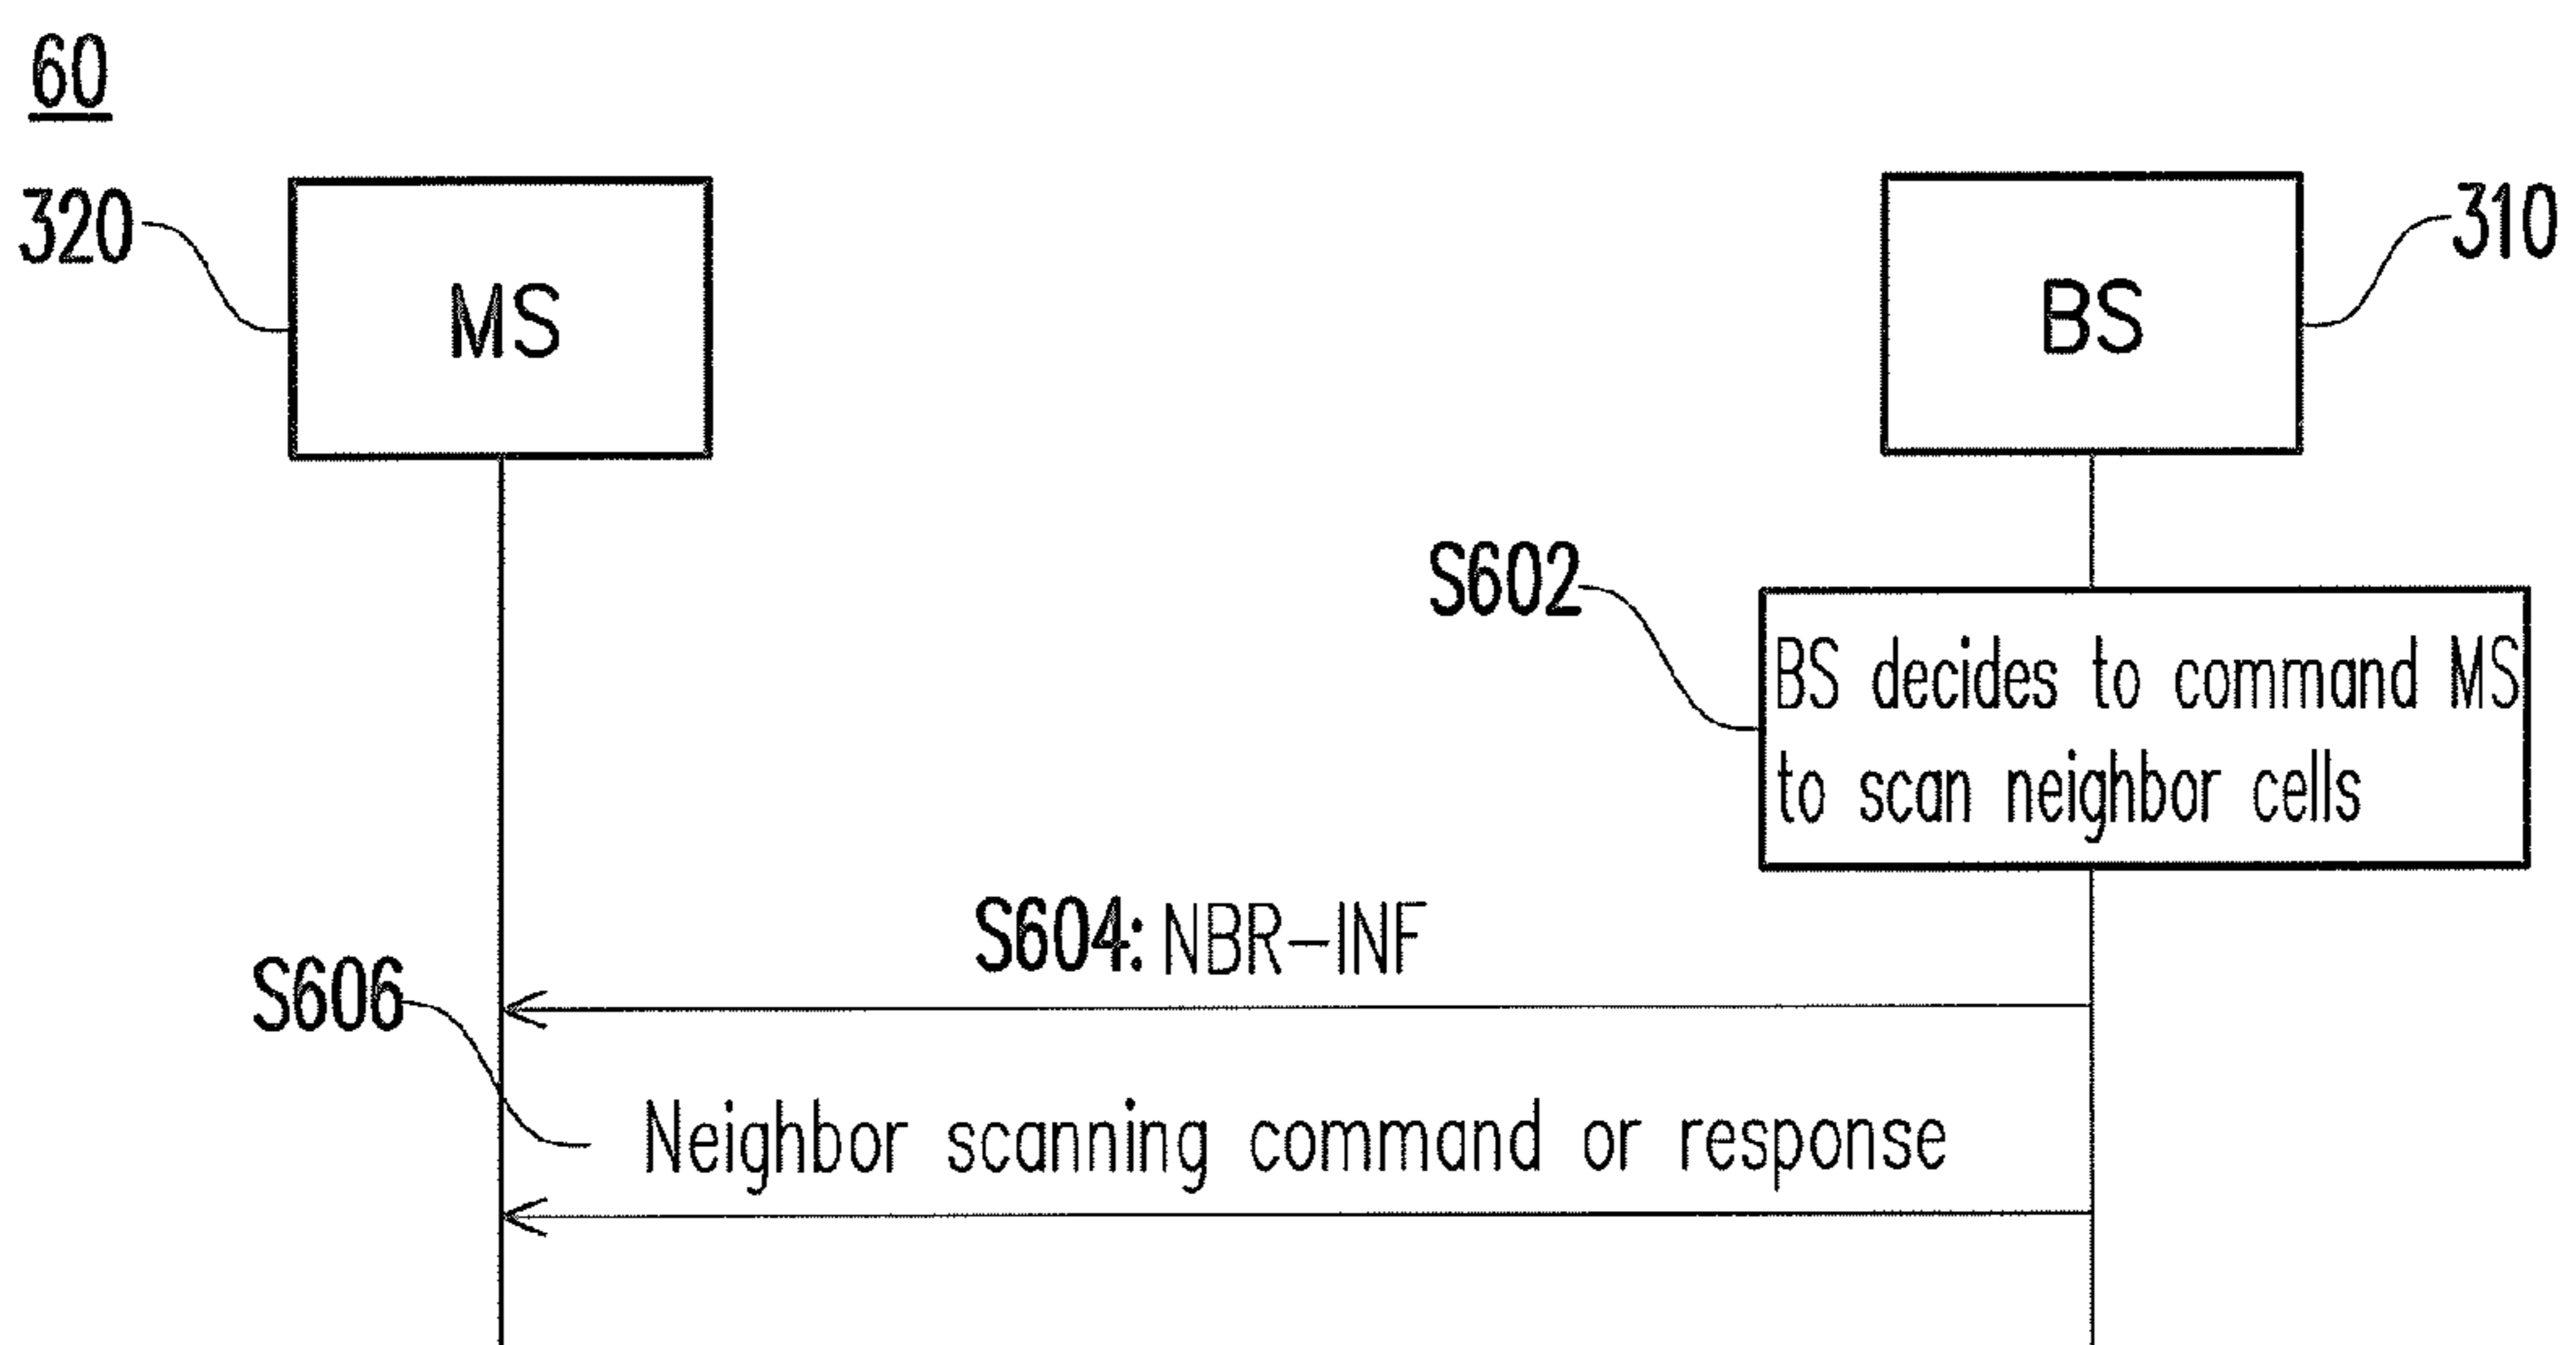 60
320
MS
BS
310
S602
BS decides to command MS
to scan neighbor cells
S604: NBR-INF
S606
Neighbor scanning command or response